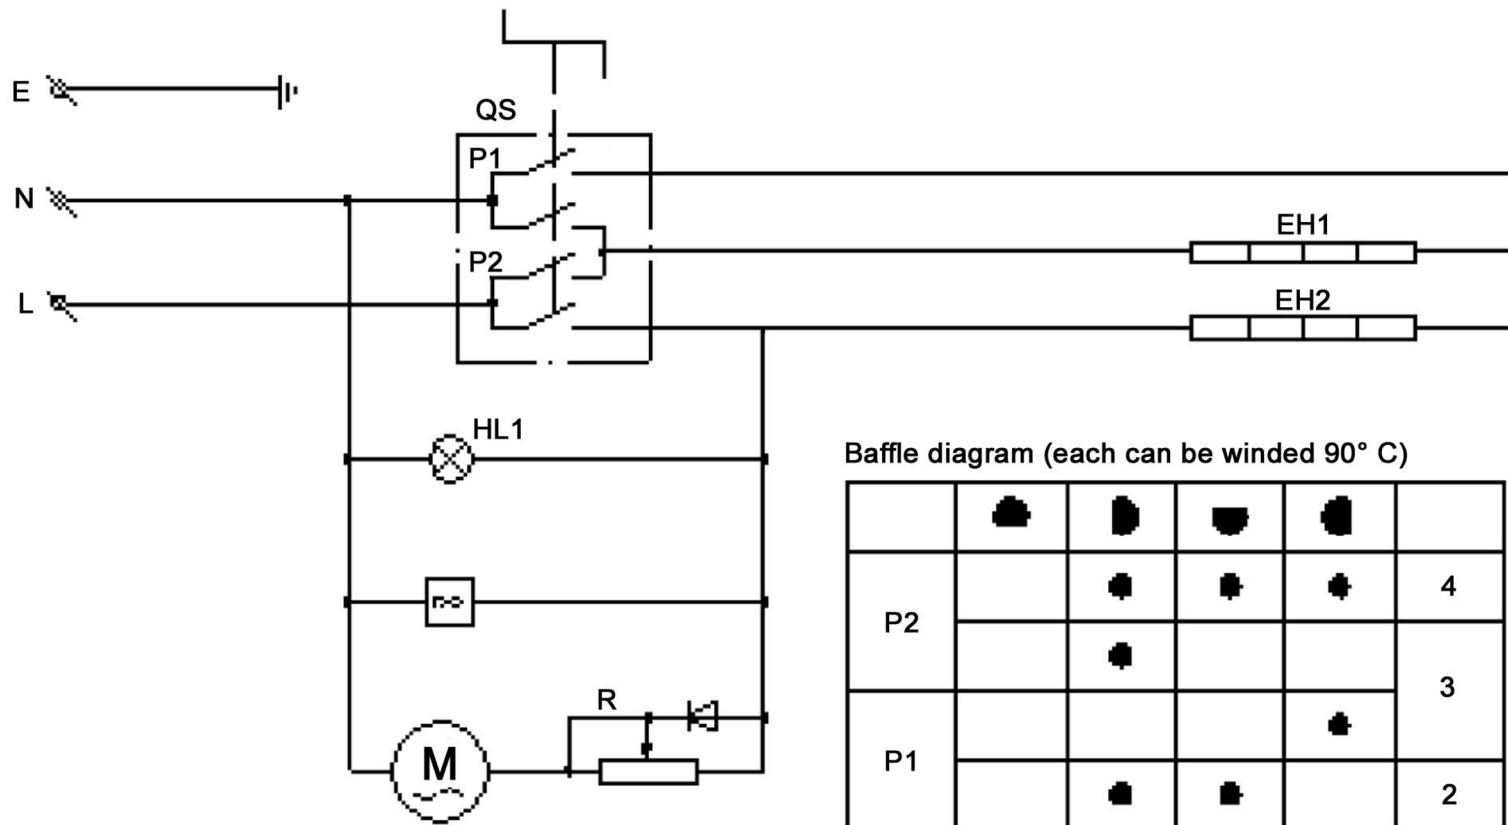 E
QS
P1
N
EH1
P2
L
EH2
HL1
Baffle diagram (each can be winded 90° C)
4
P2
3
R
M
P1
2